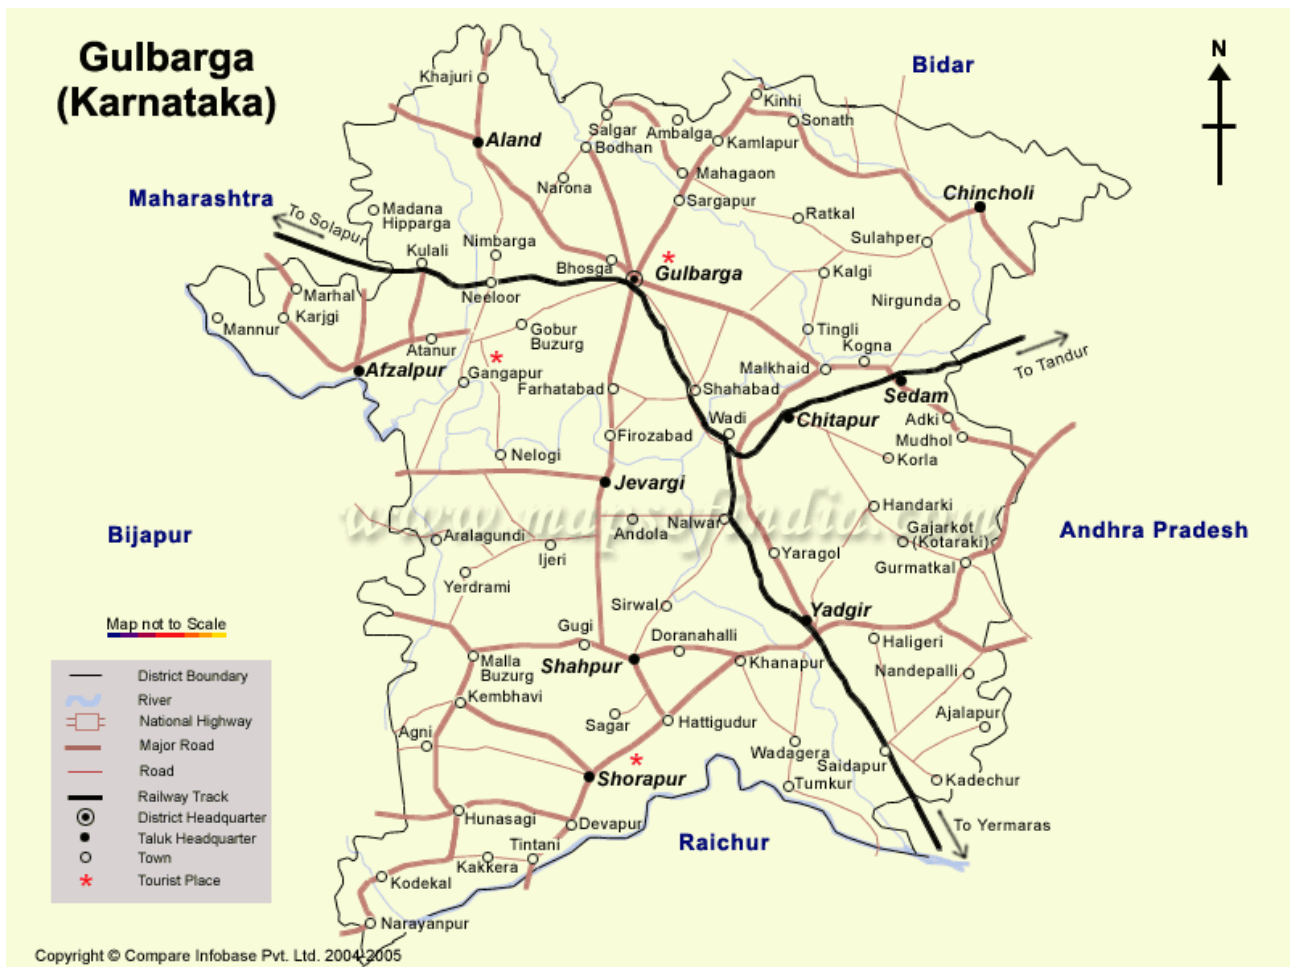 Gulbarga
(Karnataka)
N
Bidar
Maharashtra
Bijapur
Andhra Pradesh
Raichur
To Solapur
To Tandur
To Yermaras
Khajuri
Aland
Salgar
Bodhan
Ambalga
Kinhi
Sonath
Kamlapur
Narona
Mahagaon
Sargapur
Chincholi
Madana
Hipparga
Ratkal
Sulahper
Kulali
Nimbarga
Bhosga
Gulbarga
Kalgi
Neeloor
Nirgunda
Marhal
Karjgi
Mannur
Gobur
Buzurg
Tingli
Kogna
Atanur
Afzalpur
Gangapur
Malkhaid
Farhatabad
Shahabad
Sedam
Wadi
Chitapur
Adki
Mudhol
Firozabad
Nelogi
Korla
Jevargi
www.mapsofindia.com
Handarki
Nalwar
Andola
Gajarkot
(Kotaraki)
Aralagundi
Ijeri
Yaragol
Gurmatkal
Yerdrami
Sirwal
Yadgir
Gugi
Doranahalli
Haligeri
Malla
Buzurg
Shahpur
Khanapur
Nandepalli
Kembhavi
Sagar
Hattigudur
Ajalapur
Agni
Wadagera
Saidapur
Shorapur
Tumkur
Kadechur
Hunasagi
Devapur
Tintani
Kakkera
Kodekal
Narayanpur
Map not to Scale
District Boundary
River
National Highway
Major Road
Road
Railway Track
District Headquarter
Taluk Headquarter
Town
Tourist Place
Copyright © Compare Infobase Pvt. Ltd. 2004-2005